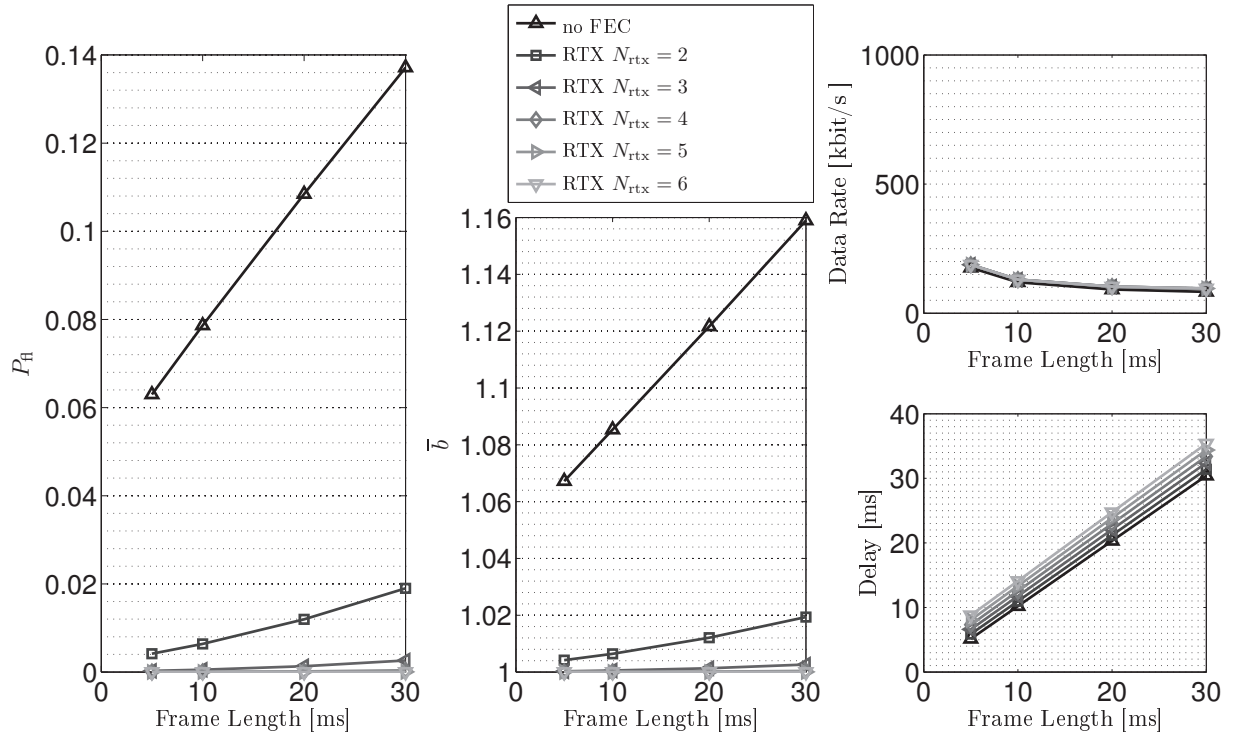 no FEC
RTX N_rtx = 2
RTX N_rtx = 3
RTX N_rtx = 4
RTX N_rtx = 5
RTX N_rtx = 6
0.14
0.12
0.1
0.08
0.06
0.04
0.02
0
P_fl
0 10 20 30
Frame Length [ms]
1.16
1.14
1.12
1.1
1.08
1.06
1.04
1.02
1
b̅
0 10 20 30
Frame Length [ms]
1000
500
0
Data Rate [kbit/s]
0 10 20 30
Frame Length [ms]
40
30
20
10
0
Delay [ms]
0 10 20 30
Frame Length [ms]